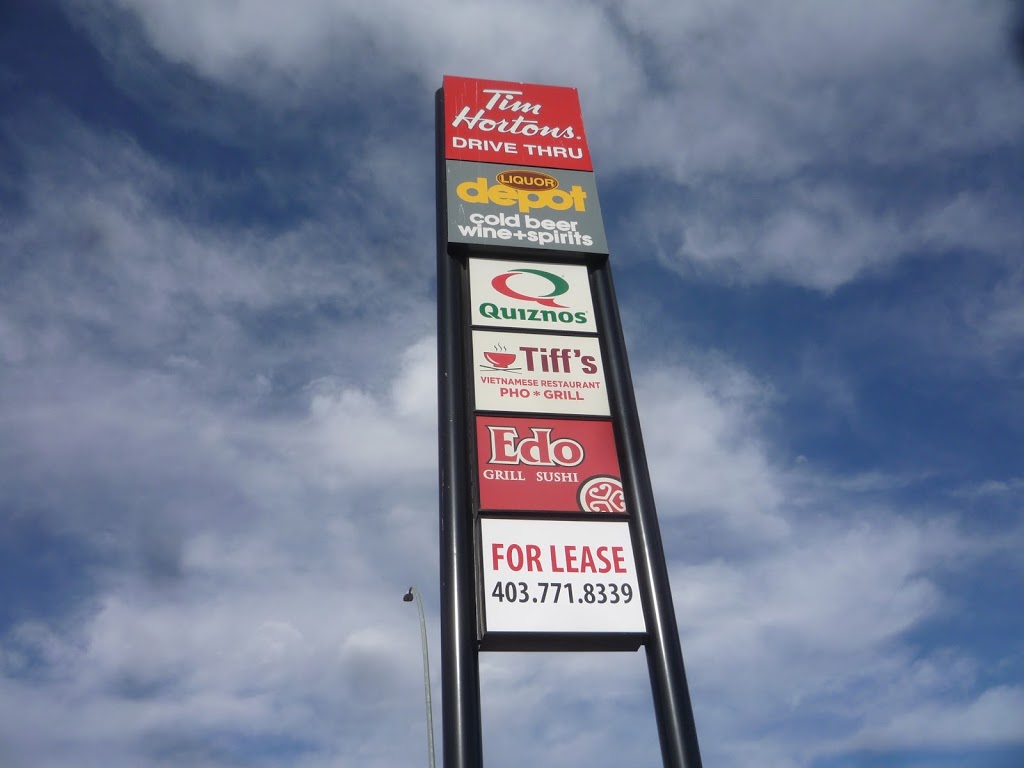 Tim
Hortons.
DRIVE THRU
LIQUOR
depot
cold beer
wine+spirits
Quiznos
Tiff's
VIETNAMESE RESTAURANT
PHO * GRILL
Edo
GRILL SUSHI
FOR LEASE
403.771.8339